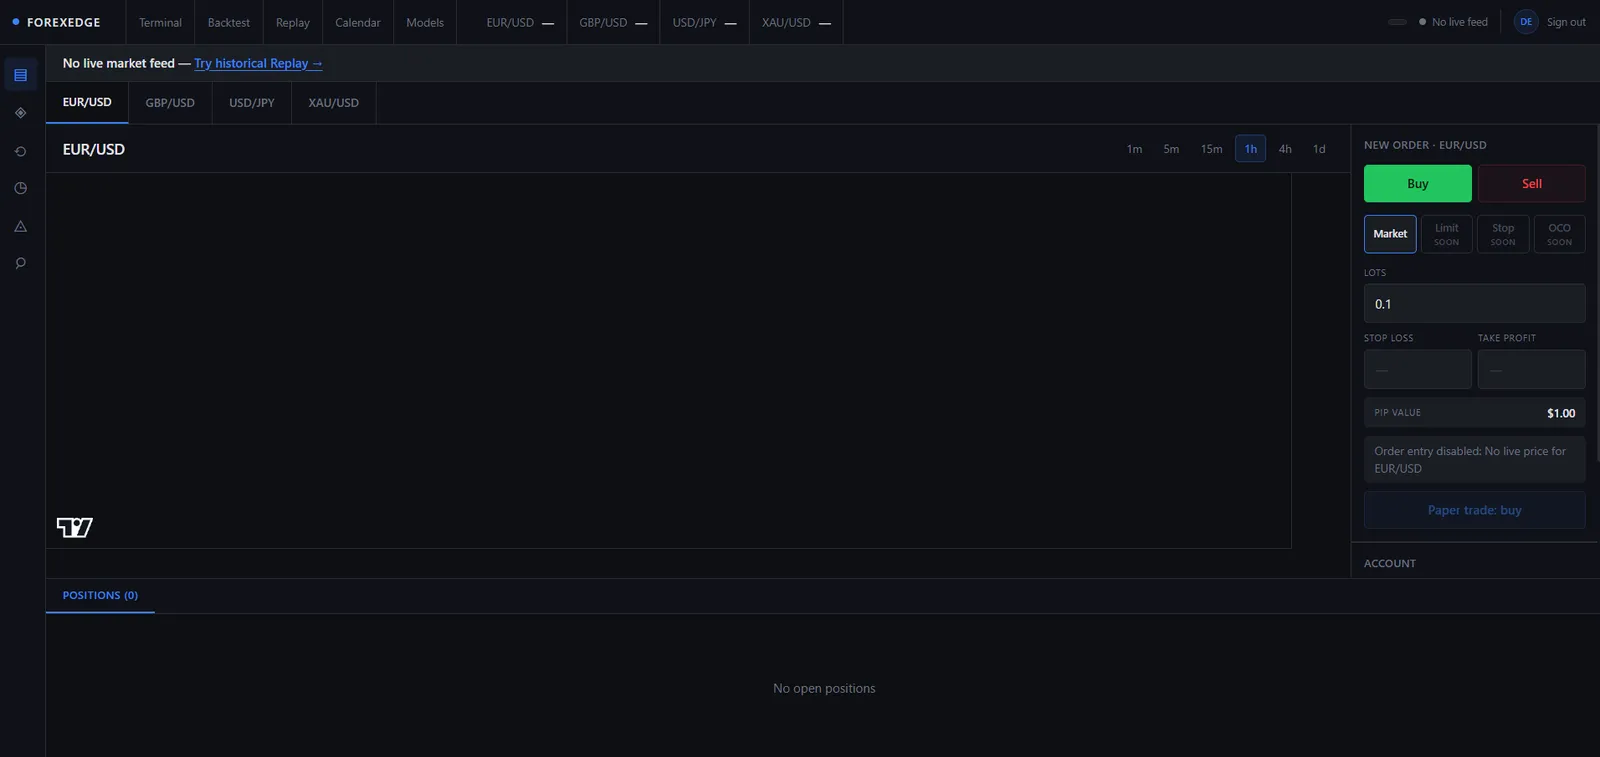 FOREXEDGE
Terminal
Backtest
Replay
Calendar
Models
EUR/USD —
GBP/USD —
USD/JPY —
XAU/USD —
No live feed
DE
Sign out
No live market feed — Try historical Replay →
EUR/USD
GBP/USD
USD/JPY
XAU/USD
EUR/USD
1m
5m
15m
1h
4h
1d
NEW ORDER · EUR/USD
Buy
Sell
Market
Limit
SOON
Stop
SOON
OCO
SOON
LOTS
0.1
STOP LOSS
TAKE PROFIT
—
—
PIP VALUE
$1.00
Order entry disabled: No live price for
EUR/USD
Paper trade: buy
ACCOUNT
POSITIONS (0)
No open positions